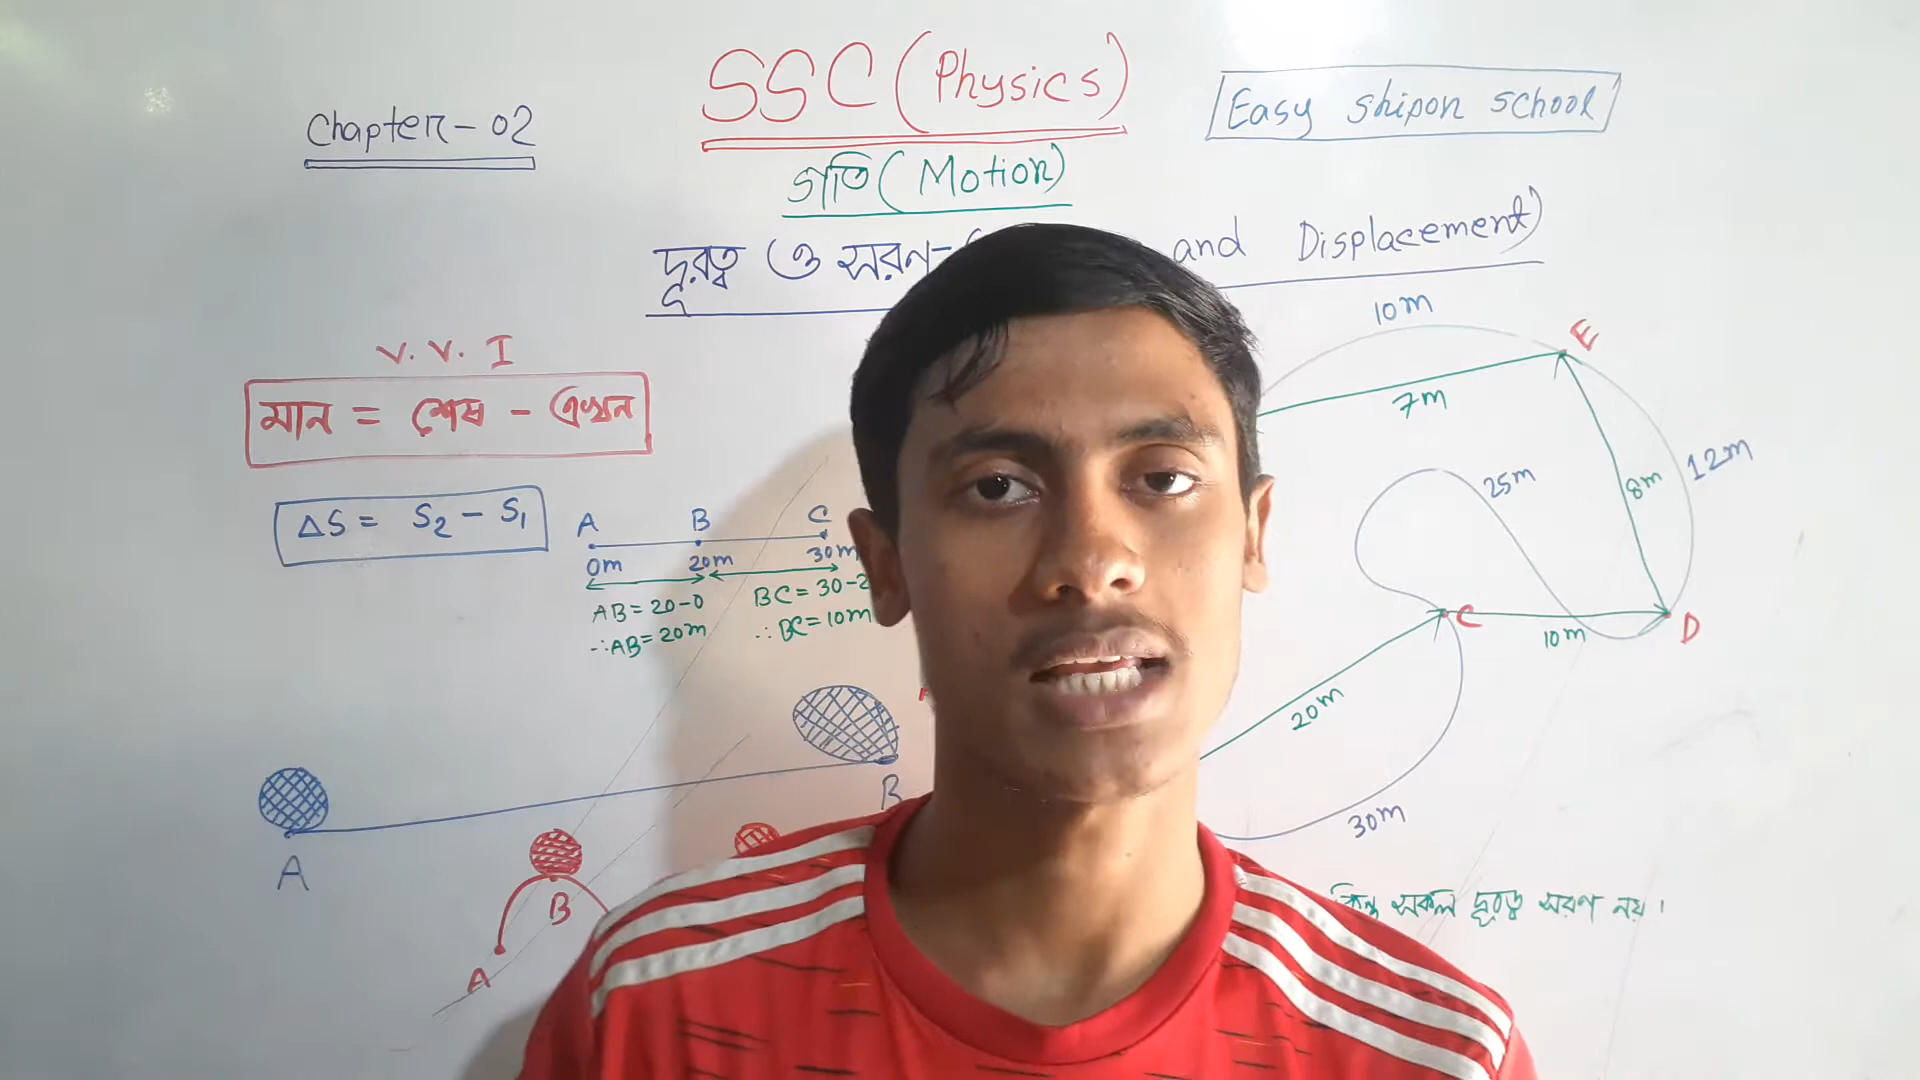 SSC (Physics)
Chapter-02
Easy Shipon School
গতি (Motion)
দূরত্ব ও সরণ-( and Displacement)
V. V. I
মান = শেষ - এখন
ΔS = S₂ - S₁
A B C
0m 20m 30m
AB=20-0
∴AB=20m
BC=30-2
∴BC=10m
A
B
A
B
10m
E
7m
12m
8m
25m
C
10m
D
20m
30m
কিন্তু সকল দূরত্ব সরণ নয়।